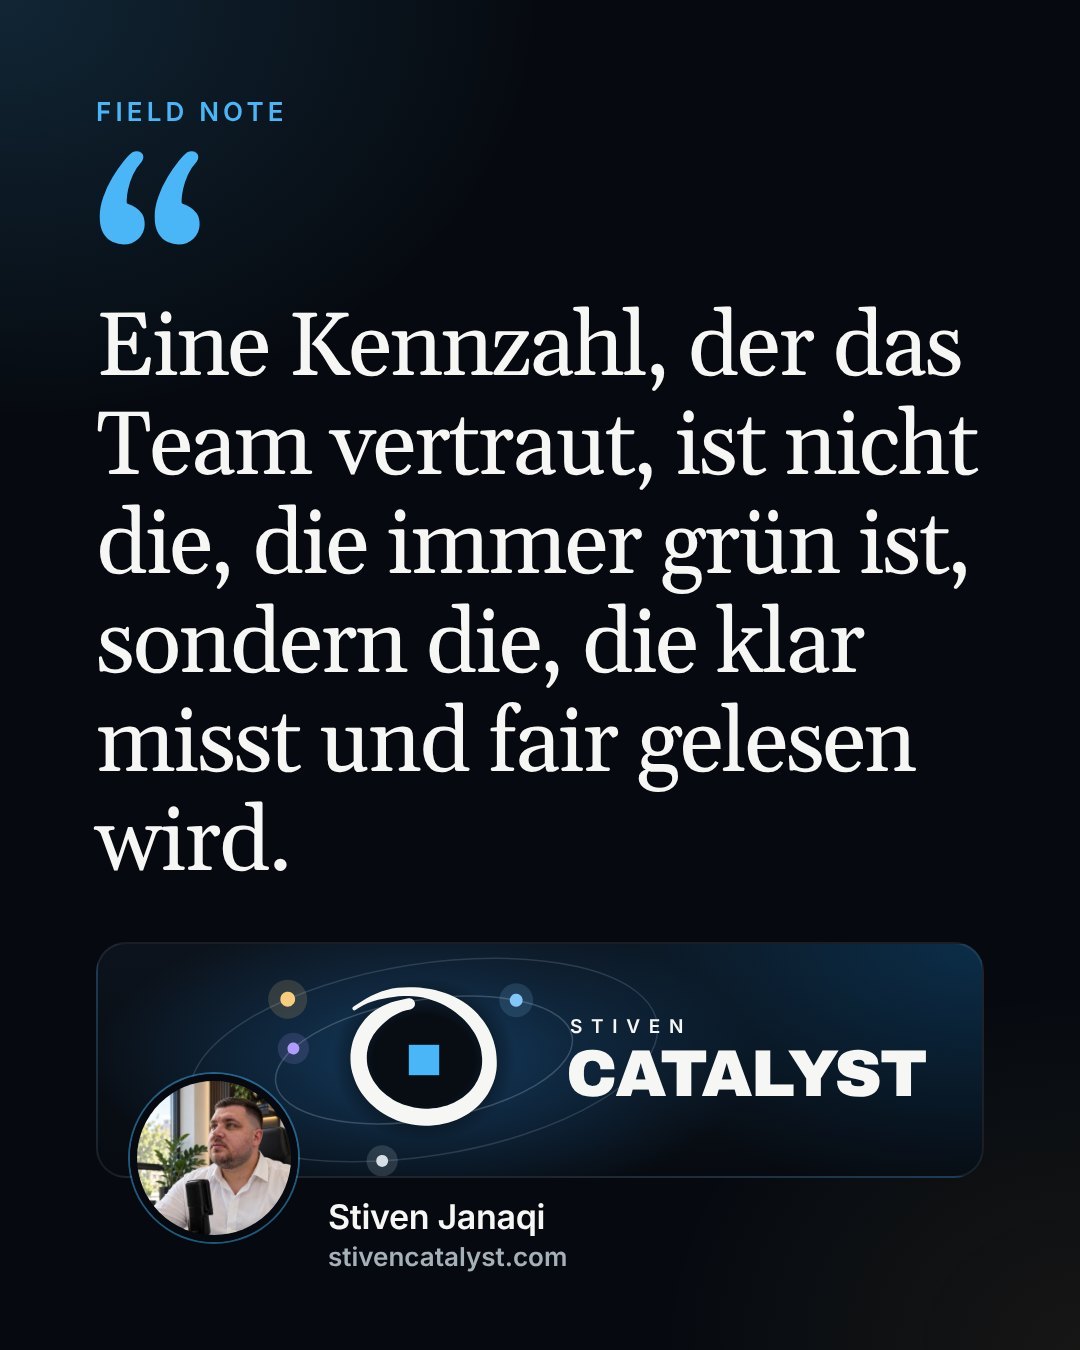 FIELD NOTE
“
Eine Kennzahl, der das
Team vertraut, ist nicht
die, die immer grün ist,
sondern die, die klar
misst und fair gelesen
wird.
STIVEN
CATALYST
Stiven Janaqi
stivencatalyst.com